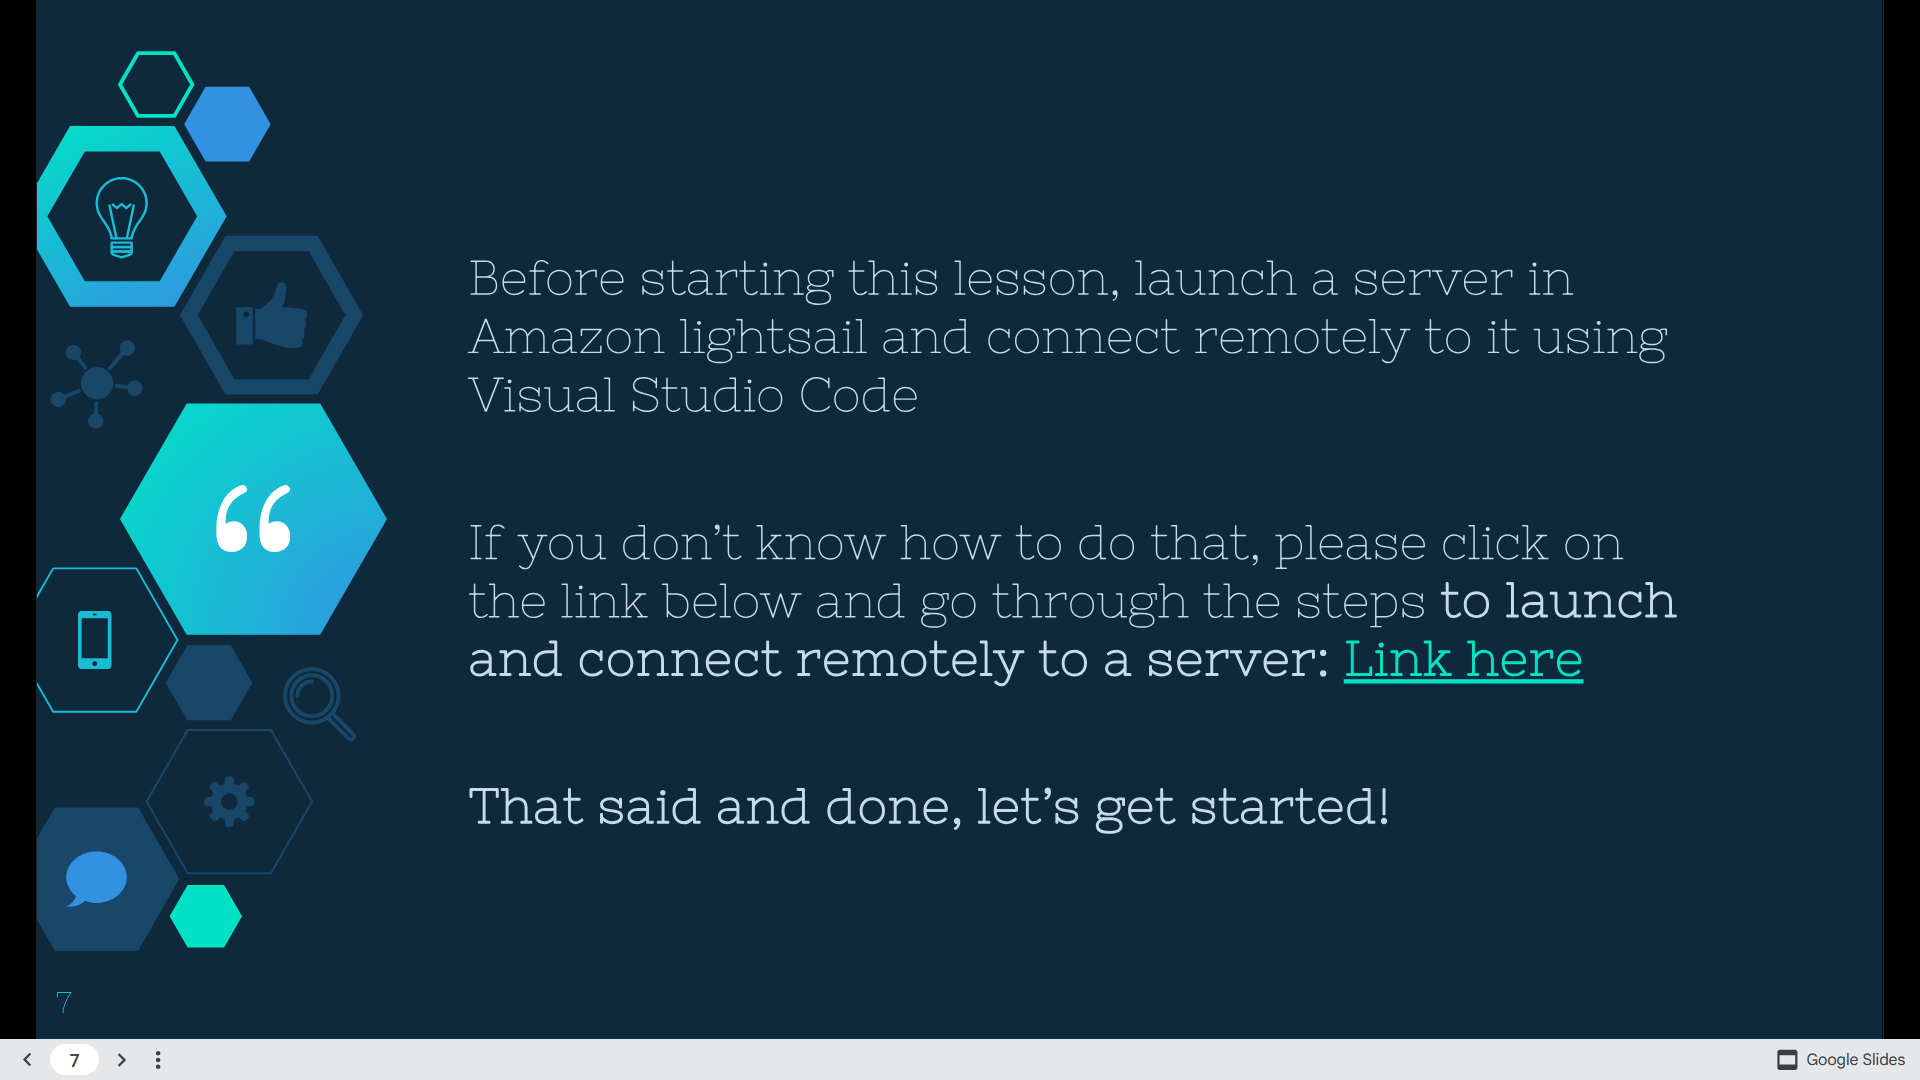 Before starting this lesson, launch a server in
Amazon lightsail and connect remotely to it using
Visual Studio Code
If you don’t know how to do that, please click on
the link below and go through the steps to launch
and connect remotely to a server: Link here
That said and done, let’s get started!
7
7
Google Slides